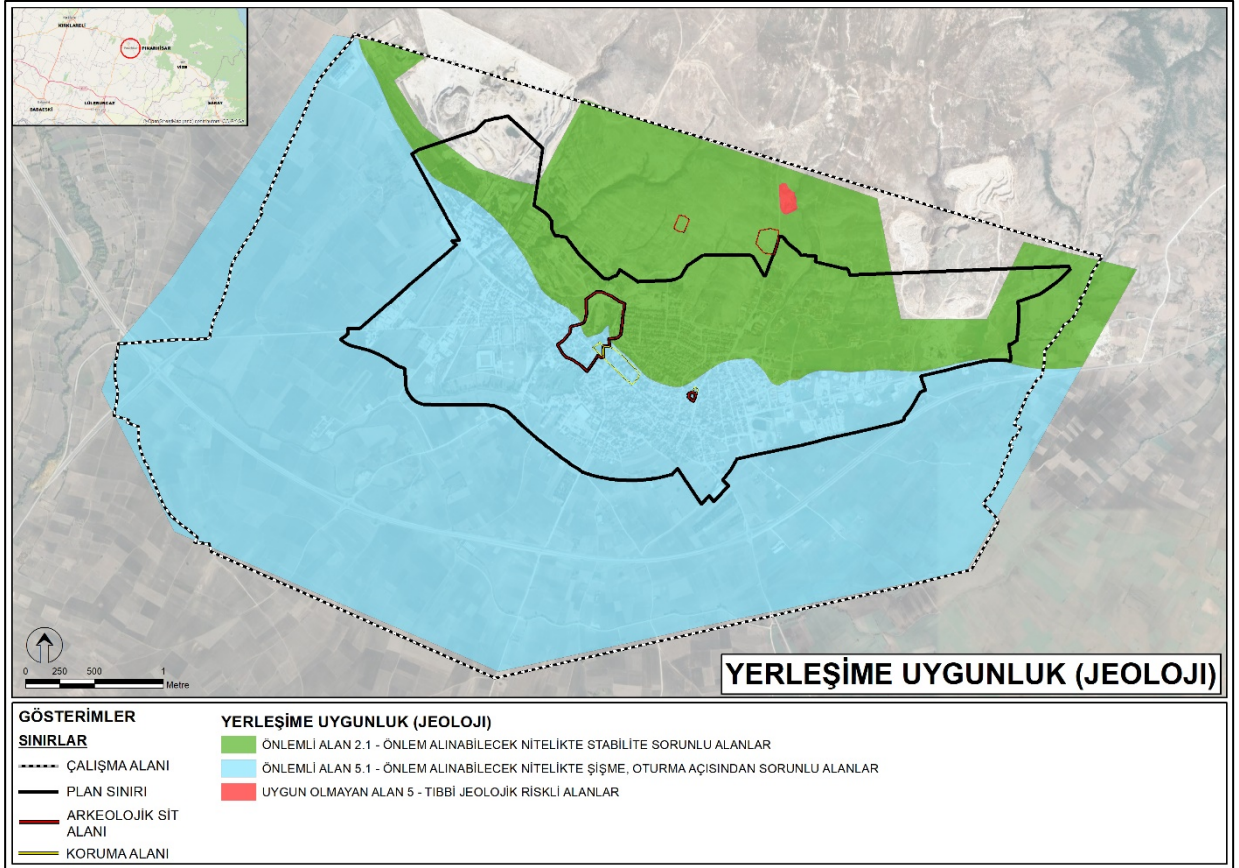 KIRKLARELİ
PINARHİSAR
VİZE
LÜLEBURGAZ
BABAESKİ
SARAY
0 250 500 1
Metre
YERLEŞİME UYGUNLUK (JEOLOJI)
GÖSTERİMLER
SINIRLAR
ÇALIŞMA ALANI
PLAN SINIRI
ARKEOLOJİK SİT
ALANI
KORUMA ALANI
YERLEŞİME UYGUNLUK (JEOLOJI)
ÖNLEMLİ ALAN 2.1 - ÖNLEM ALINABİLECEK NİTELİKTE STABİLİTE SORUNLU ALANLAR
ÖNLEMLİ ALAN 5.1 - ÖNLEM ALINABİLECEK NİTELİKTE ŞİŞME, OTURMA AÇISINDAN SORUNLU ALANLAR
UYGUN OLMAYAN ALAN 5 - TIBBİ JEOLOJİK RİSKLİ ALANLAR